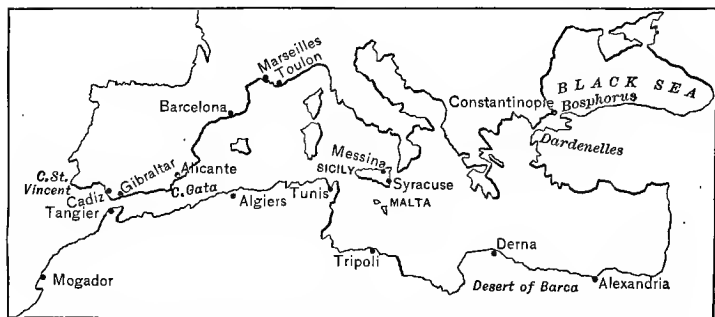 Marseilles
Toulon
BLACK SEA
Constantinople
Bosphorus
Barcelona
Dardenelles
Messina
SICILY
Syracuse
MALTA
C. St.
Vincent
Cadiz
Gibraltar
Alicante
C. Gata
Tangier
Algiers
Tunis
Mogador
Tripoli
Derna
Desert of Barca
Alexandria